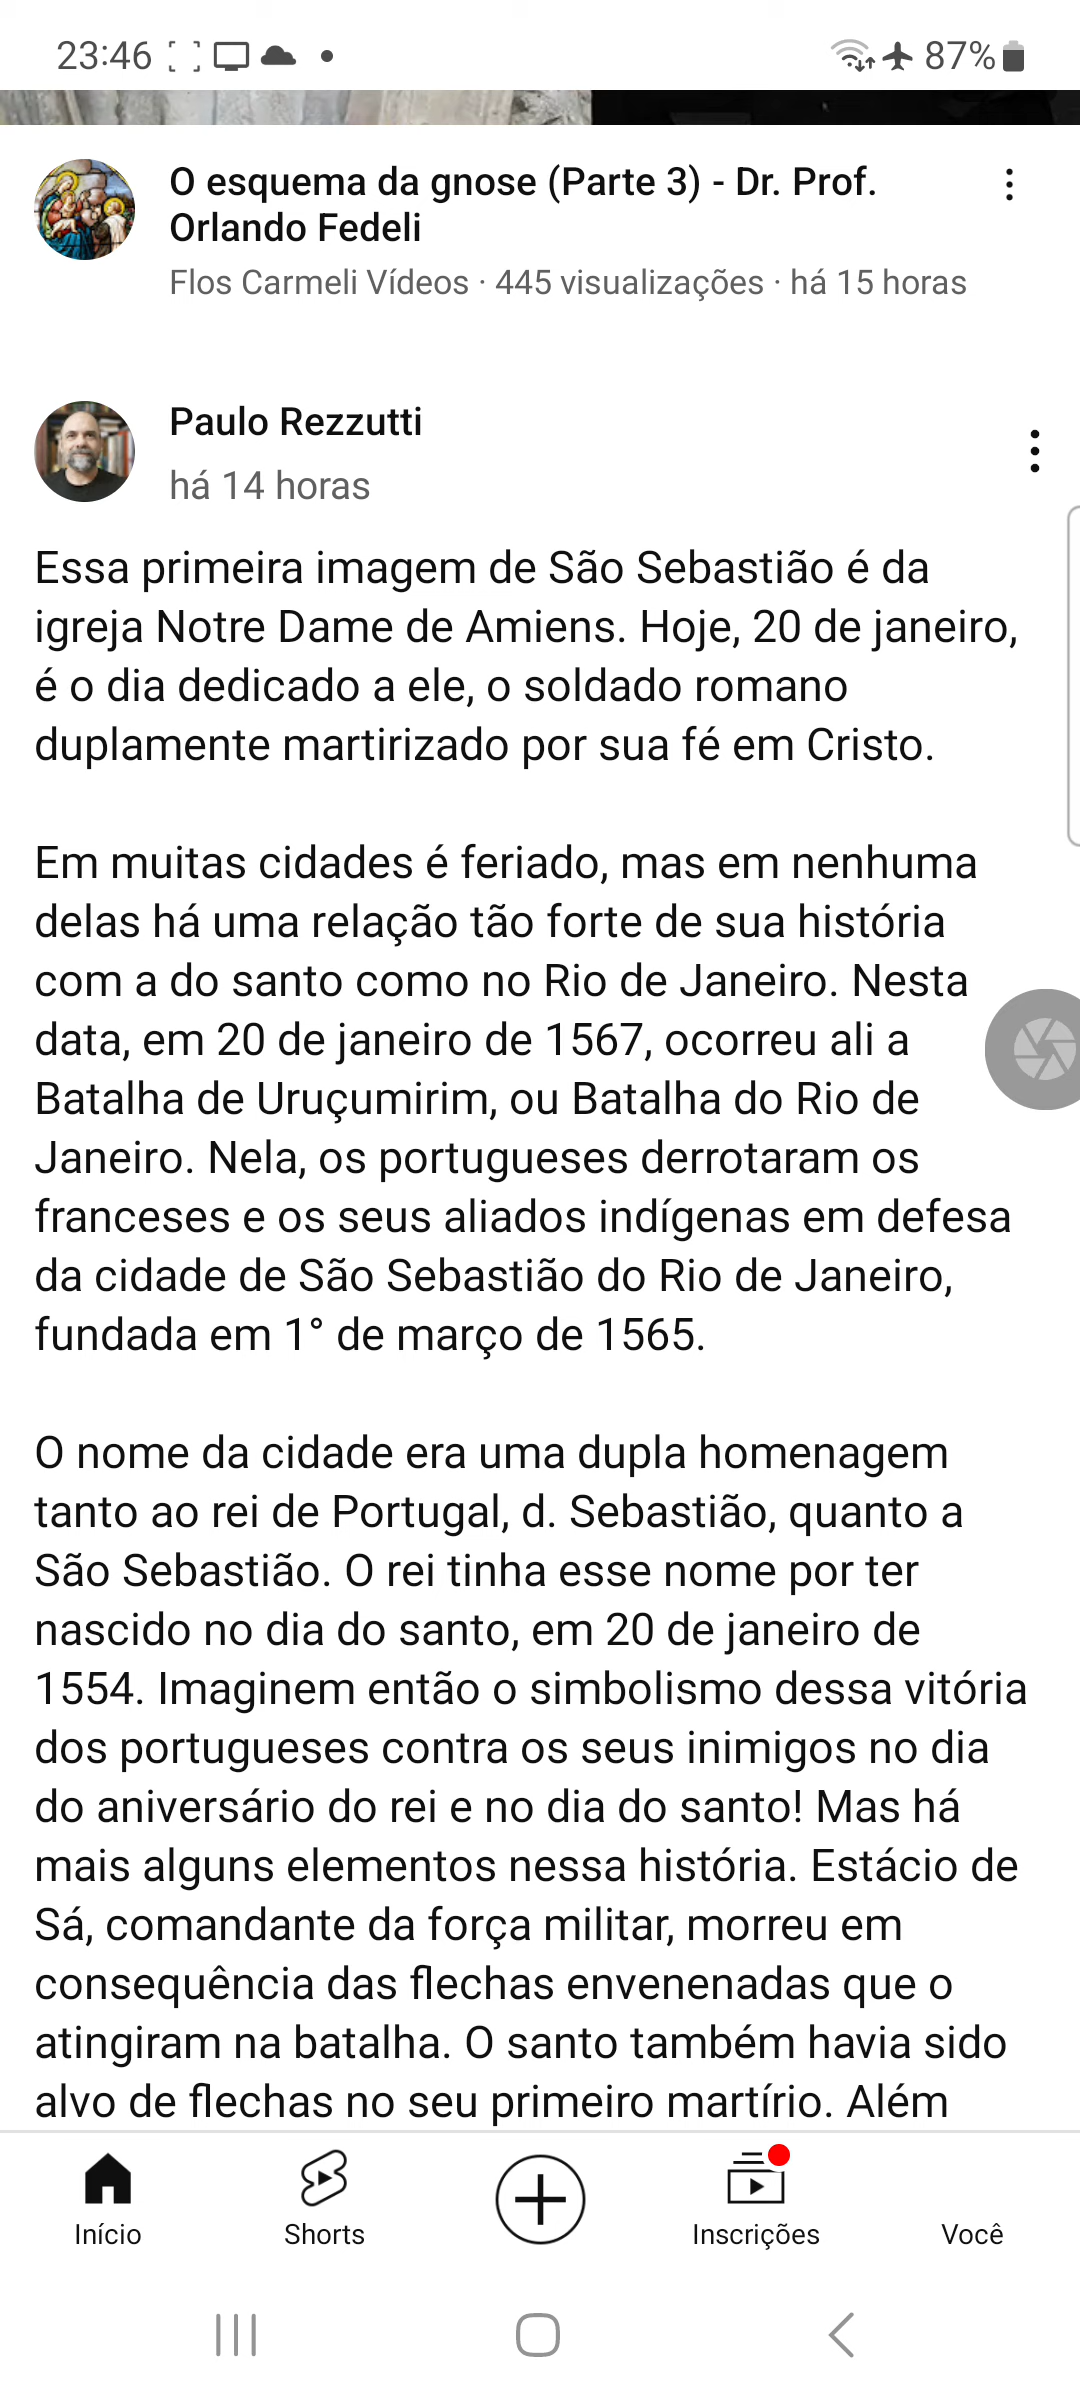 23:46
87%
O esquema da gnose (Parte 3) - Dr. Prof.
Orlando Fedeli
Flos Carmeli Vídeos · 445 visualizações · há 15 horas
Paulo Rezzutti
há 14 horas
Essa primeira imagem de São Sebastião é da
igreja Notre Dame de Amiens. Hoje, 20 de janeiro,
é o dia dedicado a ele, o soldado romano
duplamente martirizado por sua fé em Cristo.
Em muitas cidades é feriado, mas em nenhuma
delas há uma relação tão forte de sua história
com a do santo como no Rio de Janeiro. Nesta
data, em 20 de janeiro de 1567, ocorreu ali a
Batalha de Uruçumirim, ou Batalha do Rio de
Janeiro. Nela, os portugueses derrotaram os
franceses e os seus aliados indígenas em defesa
da cidade de São Sebastião do Rio de Janeiro,
fundada em 1° de março de 1565.
O nome da cidade era uma dupla homenagem
tanto ao rei de Portugal, d. Sebastião, quanto a
São Sebastião. O rei tinha esse nome por ter
nascido no dia do santo, em 20 de janeiro de
1554. Imaginem então o simbolismo dessa vitória
dos portugueses contra os seus inimigos no dia
do aniversário do rei e no dia do santo! Mas há
mais alguns elementos nessa história. Estácio de
Sá, comandante da força militar, morreu em
consequência das flechas envenenadas que o
atingiram na batalha. O santo também havia sido
alvo de flechas no seu primeiro martírio. Além
Início
Shorts
Inscrições
Você